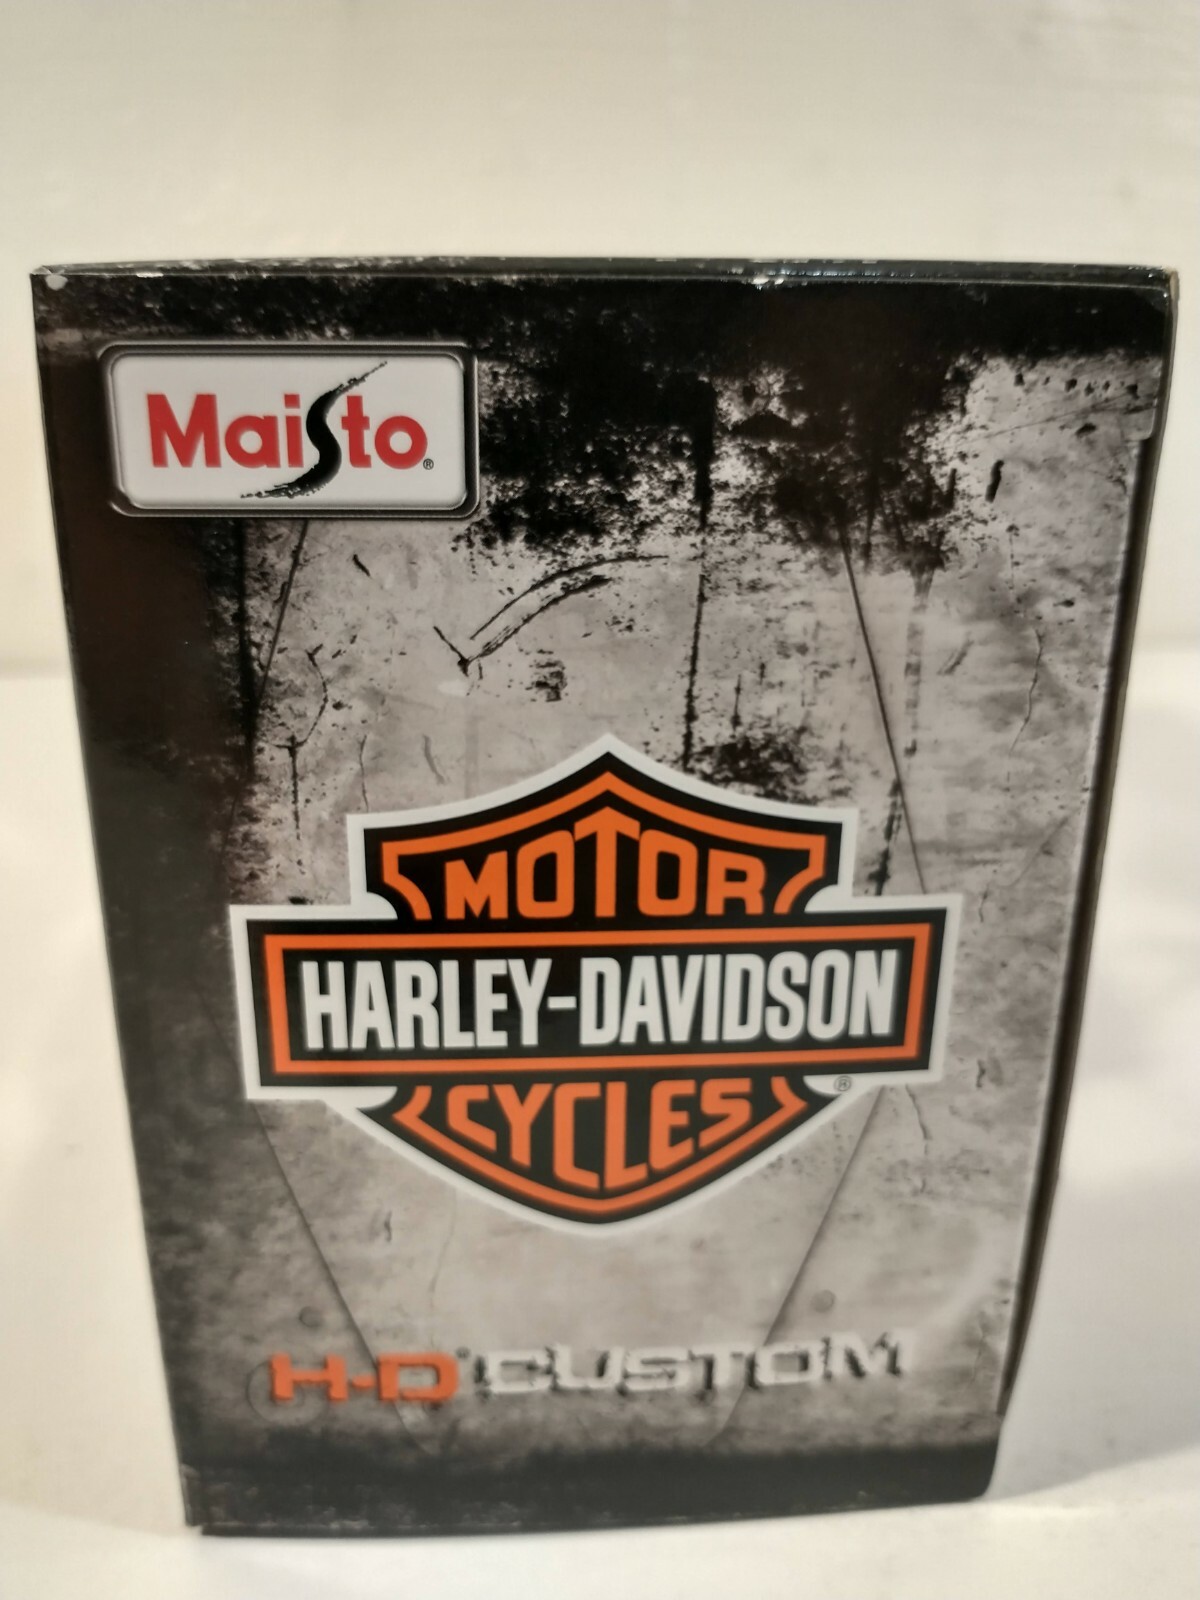 Maisto®
MOTOR
HARLEY-DAVIDSON
CYCLES ®
H-D® CUSTOM